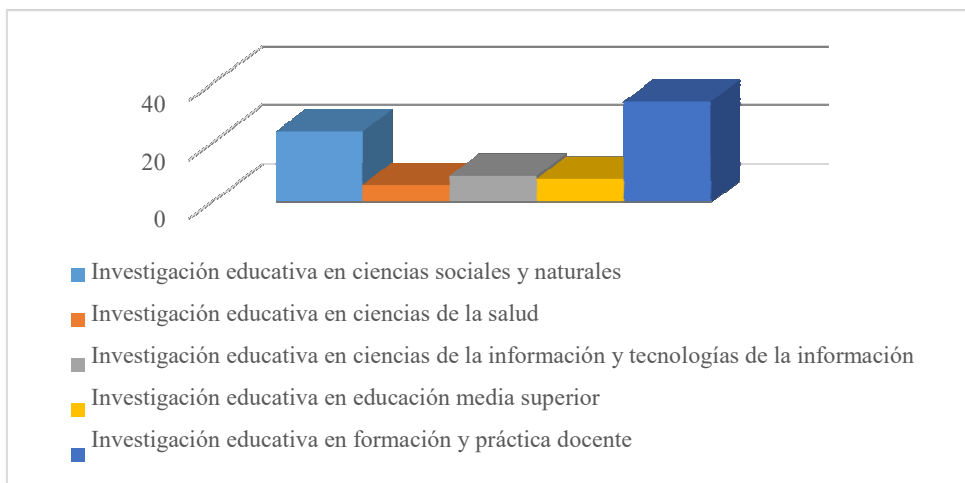 40
20
0
Investigación educativa en ciencias sociales y naturales
Investigación educativa en ciencias de la salud
Investigación educativa en ciencias de la información y tecnologías de la información
Investigación educativa en educación media superior
Investigación educativa en formación y práctica docente